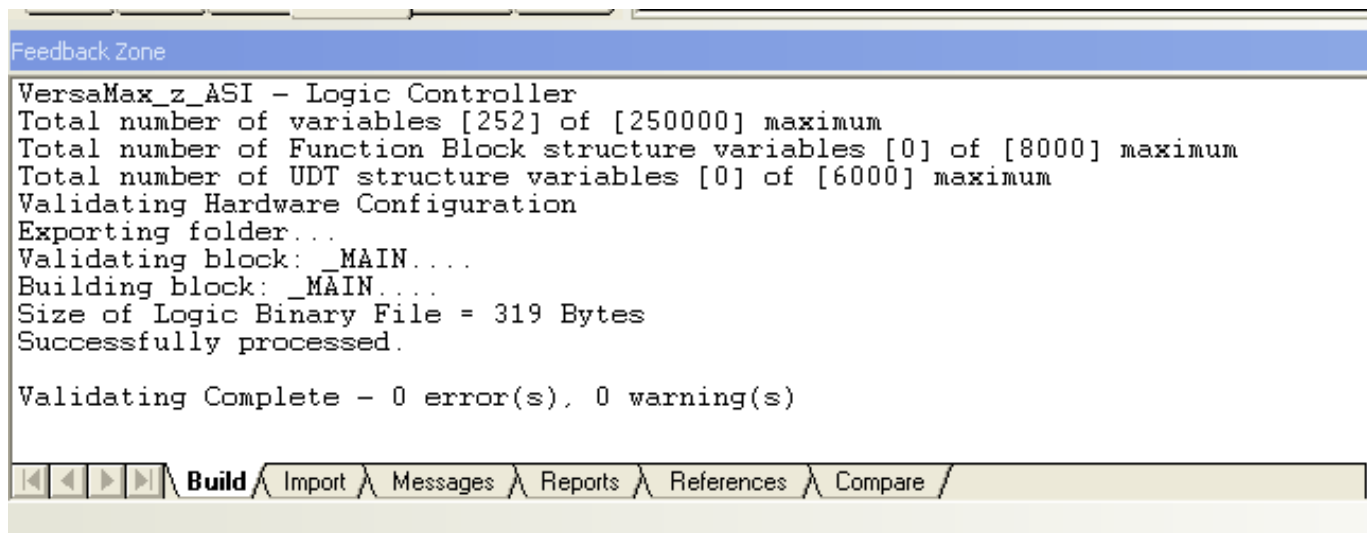 Feedback Zone
VersaMax_z_ASI - Logic Controller
Total number of variables [252] of [250000] maximum
Total number of Function Block structure variables [0] of [8000] maximum
Total number of UDT structure variables [0] of [6000] maximum
Validating Hardware Configuration
Exporting folder...
Validating block: _MAIN....
Building block: _MAIN....
Size of Logic Binary File = 319 Bytes
Successfully processed.
Validating Complete - 0 error(s), 0 warning(s)
Build Import Messages Reports References Compare